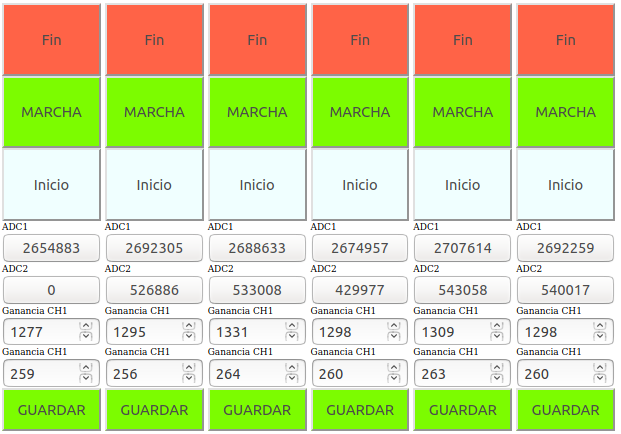 Fin Fin Fin Fin Fin Fin
MARCHA MARCHA MARCHA MARCHA MARCHA MARCHA
Inicio Inicio Inicio Inicio Inicio Inicio
ADC1 ADC1 ADC1 ADC1 ADC1 ADC1
2654883 2692305 2688633 2674957 2707614 2692259
ADC2 ADC2 ADC2 ADC2 ADC2 ADC2
0 526886 533008 429977 543058 540017
Ganancia CH1 Ganancia CH1 Ganancia CH1 Ganancia CH1 Ganancia CH1 Ganancia CH1
1277 1295 1331 1298 1309 1298
Ganancia CH1 Ganancia CH1 Ganancia CH1 Ganancia CH1 Ganancia CH1 Ganancia CH1
259 256 264 260 263 260
GUARDAR GUARDAR GUARDAR GUARDAR GUARDAR GUARDAR